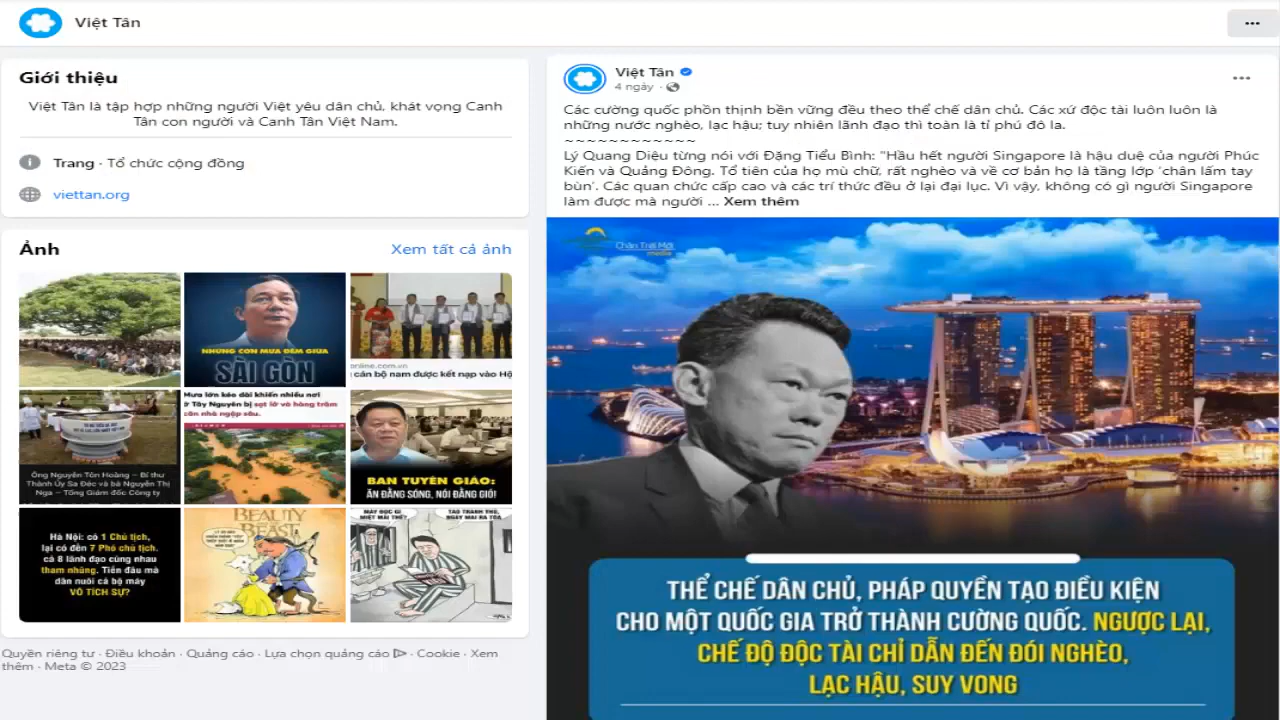 Việt Tân
Giới thiệu
Việt Tân là tập hợp những người Việt yêu dân chủ, khát vọng Canh
Tân con người và Canh Tân Việt Nam.
Trang · Tổ chức cộng đồng
viettan.org
Ảnh
Xem tất cả ảnh
NHỮNG CƠN MƯA ĐÊM GIỮA
SÀI GÒN
online.com.vn
cán bộ nam được kết nạp vào Hộ
Ông Nguyễn Tôn Hoàng – Bí thư
Thành Ủy Sa Đéc và bà Nguyễn Thị
Nga – Tổng Giám đốc Công ty
Mưa lớn kéo dài khiến nhiều nơi
ở Tây Nguyên bị sạt lở và hàng trăm
căn nhà ngập sâu.
BAN TUYÊN GIÁO:
ĂN ĐẰNG SÓNG, NÓI ĐẰNG GIÓ!
Hà Nội: có 1 Chủ tịch,
lại có đến 7 Phó chủ tịch.
cả 8 lãnh đạo cùng nhau
tham nhũng. Tiền đâu mà
dân nuôi cả bộ máy
VÔ TÍCH SỰ?
BEAUTY
BEAST
Quyền riêng tư · Điều khoản · Quảng cáo · Lựa chọn quảng cáo · Cookie · Xem
thêm · Meta © 2023
Việt Tân
4 ngày ·
Các cường quốc phồn thịnh bền vững đều theo thể chế dân chủ. Các xứ độc tài luôn luôn là
những nước nghèo, lạc hậu; tuy nhiên lãnh đạo thì toàn là tỉ phú đô la.
~~~~~~~~~~~~
Lý Quang Diệu từng nói với Đặng Tiểu Bình: "Hầu hết người Singapore là hậu duệ của người Phúc
Kiến và Quảng Đông. Tổ tiên của họ mù chữ, rất nghèo và về cơ bản họ là tầng lớp ‘chân lấm tay
bùn’. Các quan chức cấp cao và các trí thức đều ở lại đại lục. Vì vậy, không có gì người Singapore
làm được mà người ... Xem thêm
Chân Trời Mới
media
THỂ CHẾ DÂN CHỦ, PHÁP QUYỀN TẠO ĐIỀU KIỆN
CHO MỘT QUỐC GIA TRỞ THÀNH CƯỜNG QUỐC. NGƯỢC LẠI,
CHẾ ĐỘ ĐỘC TÀI CHỈ DẪN ĐẾN ĐÓI NGHÈO,
LẠC HẬU, SUY VONG